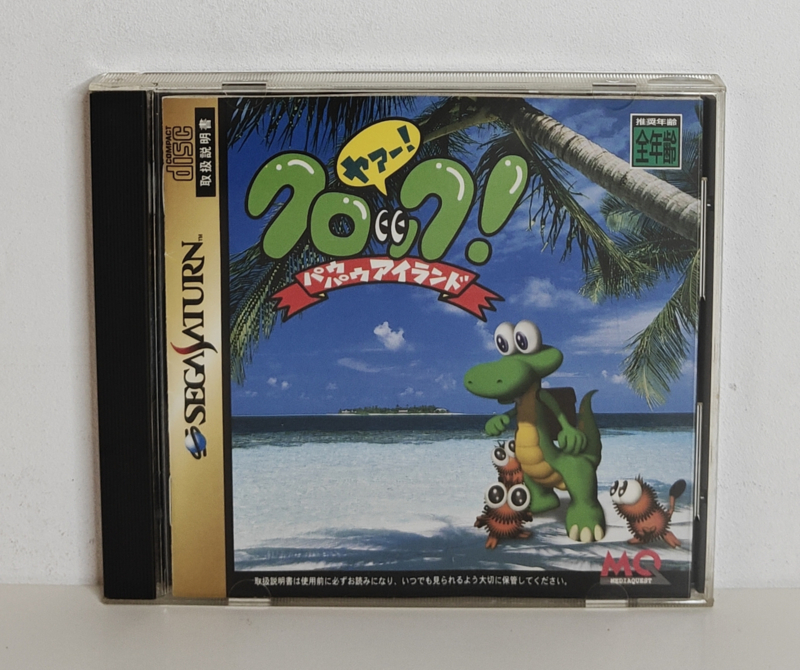 COMPACT
disc
取扱説明書
SEGA SATURN™
ヤアー!
クロック!
パウパウアイランド
推奨年齢
全年齢
MQ
MEDIAQUEST
取扱説明書は使用前に必ずお読みになり、いつでも見られるよう大切に保管してください。